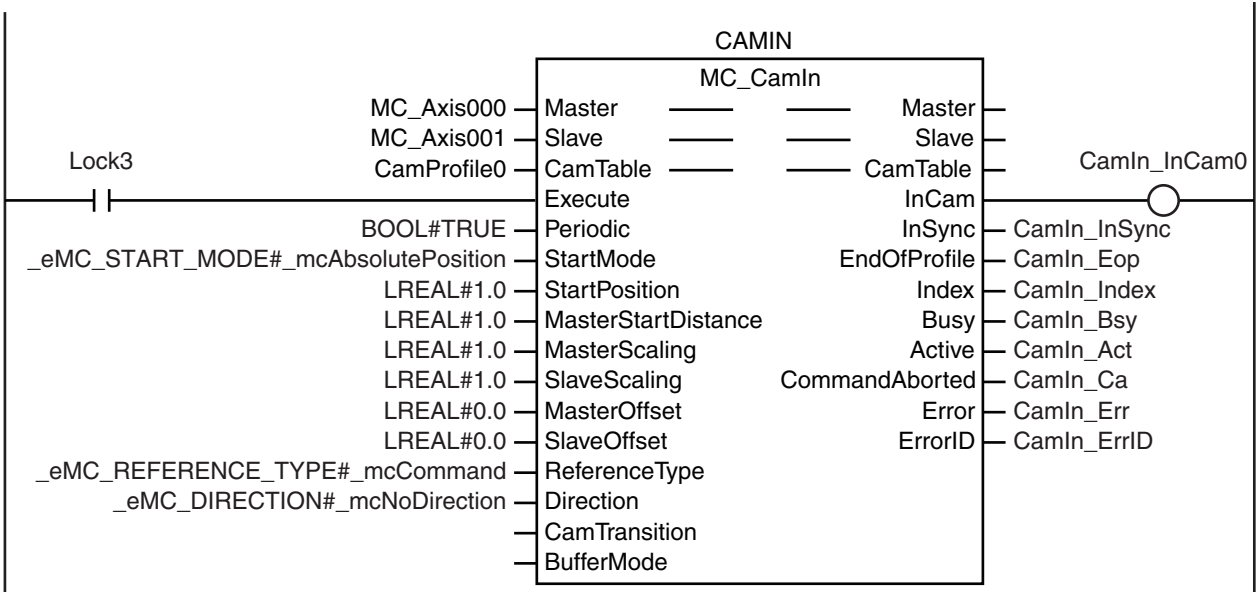 CAMIN
MC_CamIn
MC_Axis000 Master Master
MC_Axis001 Slave Slave
Lock3 CamProfile0 CamTable CamTable CamIn_InCam0
Execute InCam
BOOL#TRUE Periodic InSync CamIn_InSync
_eMC_START_MODE#_mcAbsolutePosition StartMode EndOfProfile CamIn_Eop
LREAL#1.0 StartPosition Index CamIn_Index
LREAL#1.0 MasterStartDistance Busy CamIn_Bsy
LREAL#1.0 MasterScaling Active CamIn_Act
LREAL#1.0 SlaveScaling CommandAborted CamIn_Ca
LREAL#0.0 MasterOffset Error CamIn_Err
LREAL#0.0 SlaveOffset ErrorID CamIn_ErrID
_eMC_REFERENCE_TYPE#_mcCommand ReferenceType
_eMC_DIRECTION#_mcNoDirection Direction
CamTransition
BufferMode